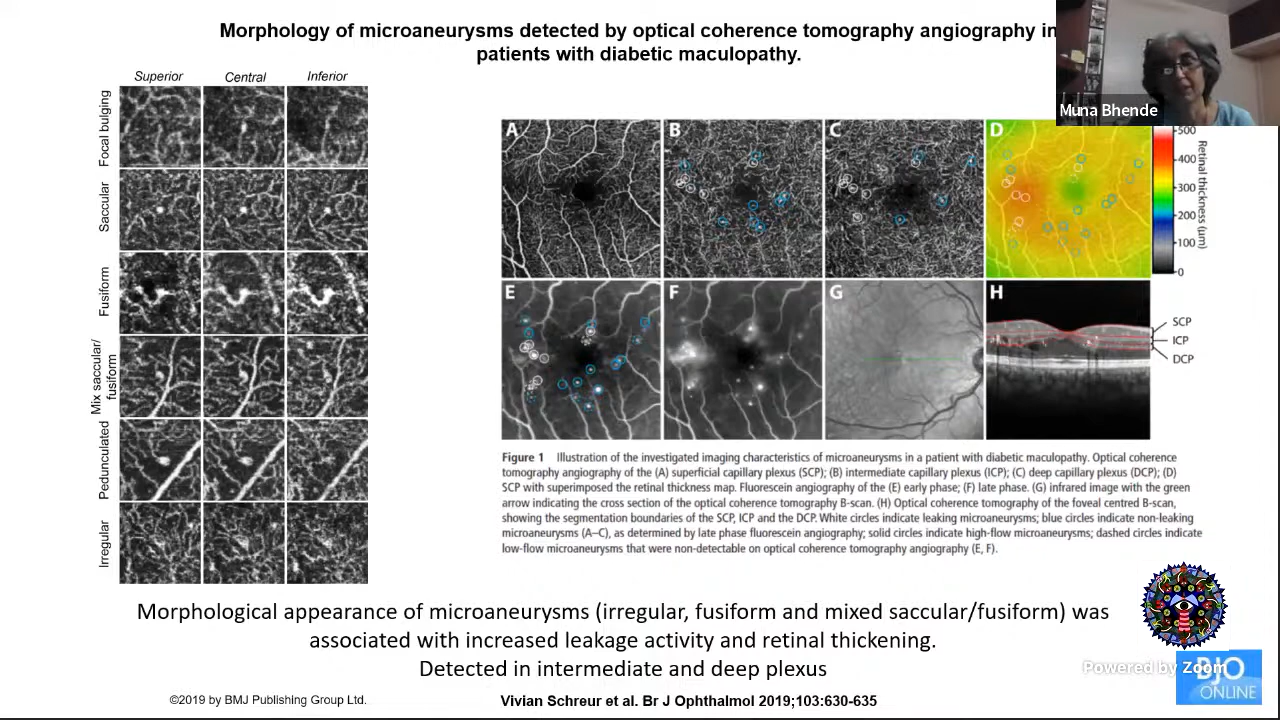 Morphology of microaneurysms detected by optical coherence tomography angiography in
patients with diabetic maculopathy.
Muna Bhende
Superior Central Inferior
Focal bulging
Saccular
Fusiform
Mix saccular/
fusiform
Pedunculated
Irregular
A B C D
500
400
300
200
100
0
Retinal thickness (µm)
E F G H
SCP
ICP
DCP
Figure 1 Illustration of the investigated imaging characteristics of microaneurysms in a patient with diabetic maculopathy. Optical coherence
tomography angiography of the (A) superficial capillary plexus (SCP); (B) intermediate capillary plexus (ICP); (C) deep capillary plexus (DCP); (D)
SCP with superimposed the retinal thickness map. Fluorescein angiography of the (E) early phase; (F) late phase. (G) infrared image with the green
arrow indicating the cross section of the optical coherence tomography B-scan. (H) Optical coherence tomography of the foveal centred B-scan,
showing the segmentation boundaries of the SCP, ICP and the DCP. White circles indicate leaking microaneurysms; blue circles indicate non-leaking
microaneurysms (A–C), as determined by late phase fluorescein angiography; solid circles indicate high-flow microaneurysms; dashed circles indicate
low-flow microaneurysms that were non-detectable on optical coherence tomography angiography (E, F).
Morphological appearance of microaneurysms (irregular, fusiform and mixed saccular/fusiform) was
associated with increased leakage activity and retinal thickening.
Detected in intermediate and deep plexus
Powered by Zoom
BJO
ONLINE
©2019 by BMJ Publishing Group Ltd.
Vivian Schreur et al. Br J Ophthalmol 2019;103:630-635